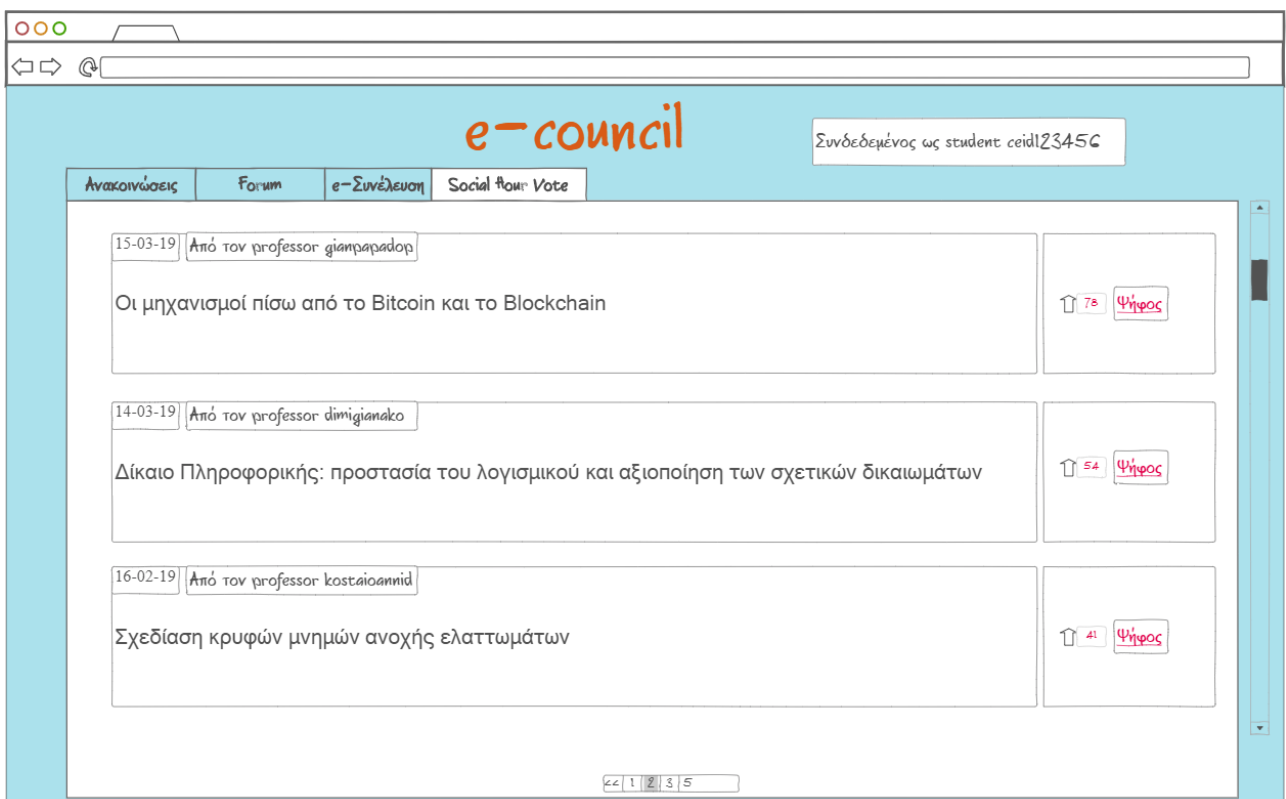 e-council
Συνδεδεμένος ως student ceid123456
Ανακοινώσεις Forum e-Συνέλευση Social Hour Vote
15-03-19 Από τον professor gianpapadop
Οι μηχανισμοί πίσω από το Bitcoin και το Blockchain
78 Ψήφος
14-03-19 Από τον professor dimigianako
Δίκαιο Πληροφορικής: προστασία του λογισμικού και αξιοποίηση των σχετικών δικαιωμάτων
54 Ψήφος
16-02-19 Από τον professor kostaioannid
Σχεδίαση κρυφών μνημών ανοχής ελαττωμάτων
41 Ψήφος
<< 1 2 3 5